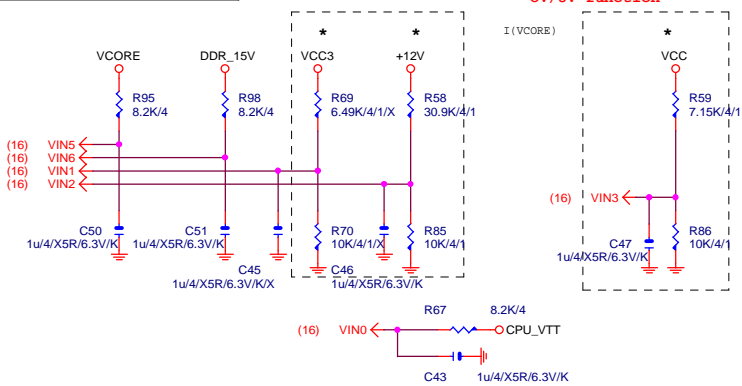 I(VCORE)
* * *
VCORE DDR_15V VCC3 +12V VCC
R95 8.2K/4
R98 8.2K/4
R69 6.49K/4/1/X
R58 30.9K/4/1
R59 7.15K/4/1
(16) VIN5
(16) VIN6
(16) VIN1
(16) VIN2
(16) VIN3
C50 1u/4/X5R/6.3V/K
C51 1u/4/X5R/6.3V/K
C45 1u/4/X5R/6.3V/K/X
R70 10K/4/1/X
C46 1u/4/X5R/6.3V/K
R85 10K/4/1
C47 1u/4/X5R/6.3V/K
R86 10K/4/1
R67 8.2K/4
(16) VIN0 CPU_VTT
C43 1u/4/X5R/6.3V/K